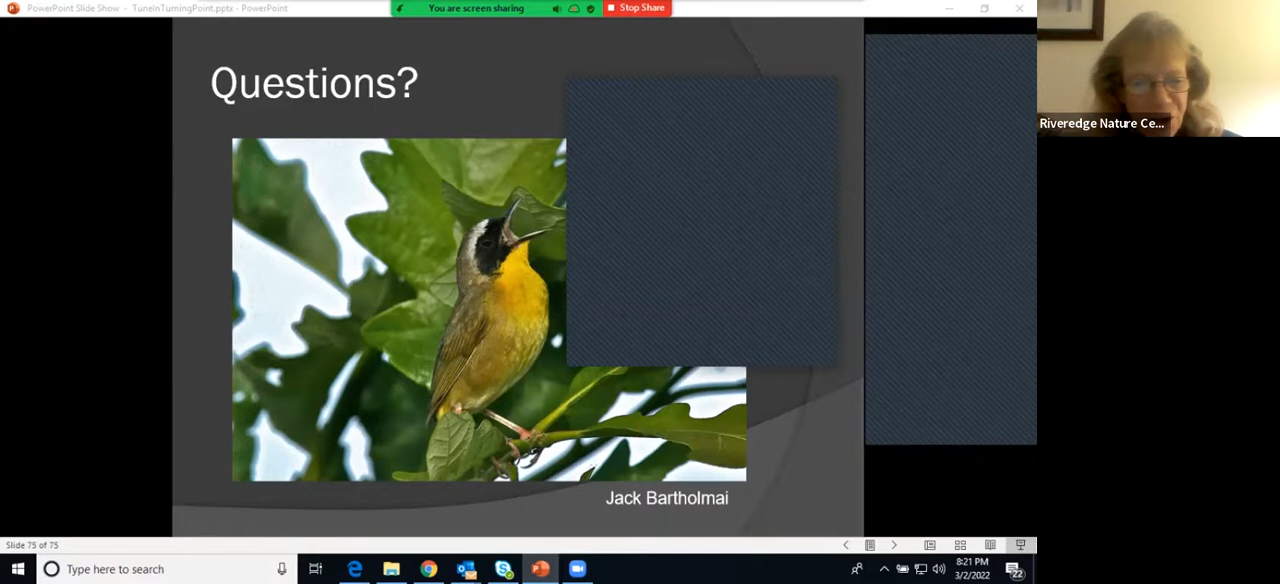 PowerPoint Slide Show - TuneInTurningPoint.pptx - PowerPoint
You are screen sharing
Stop Share
Questions?
Riveredge Nature Ce...
Jack Bartholmai
Slide 75 of 75
Type here to search
8:21 PM
3/2/2022
22